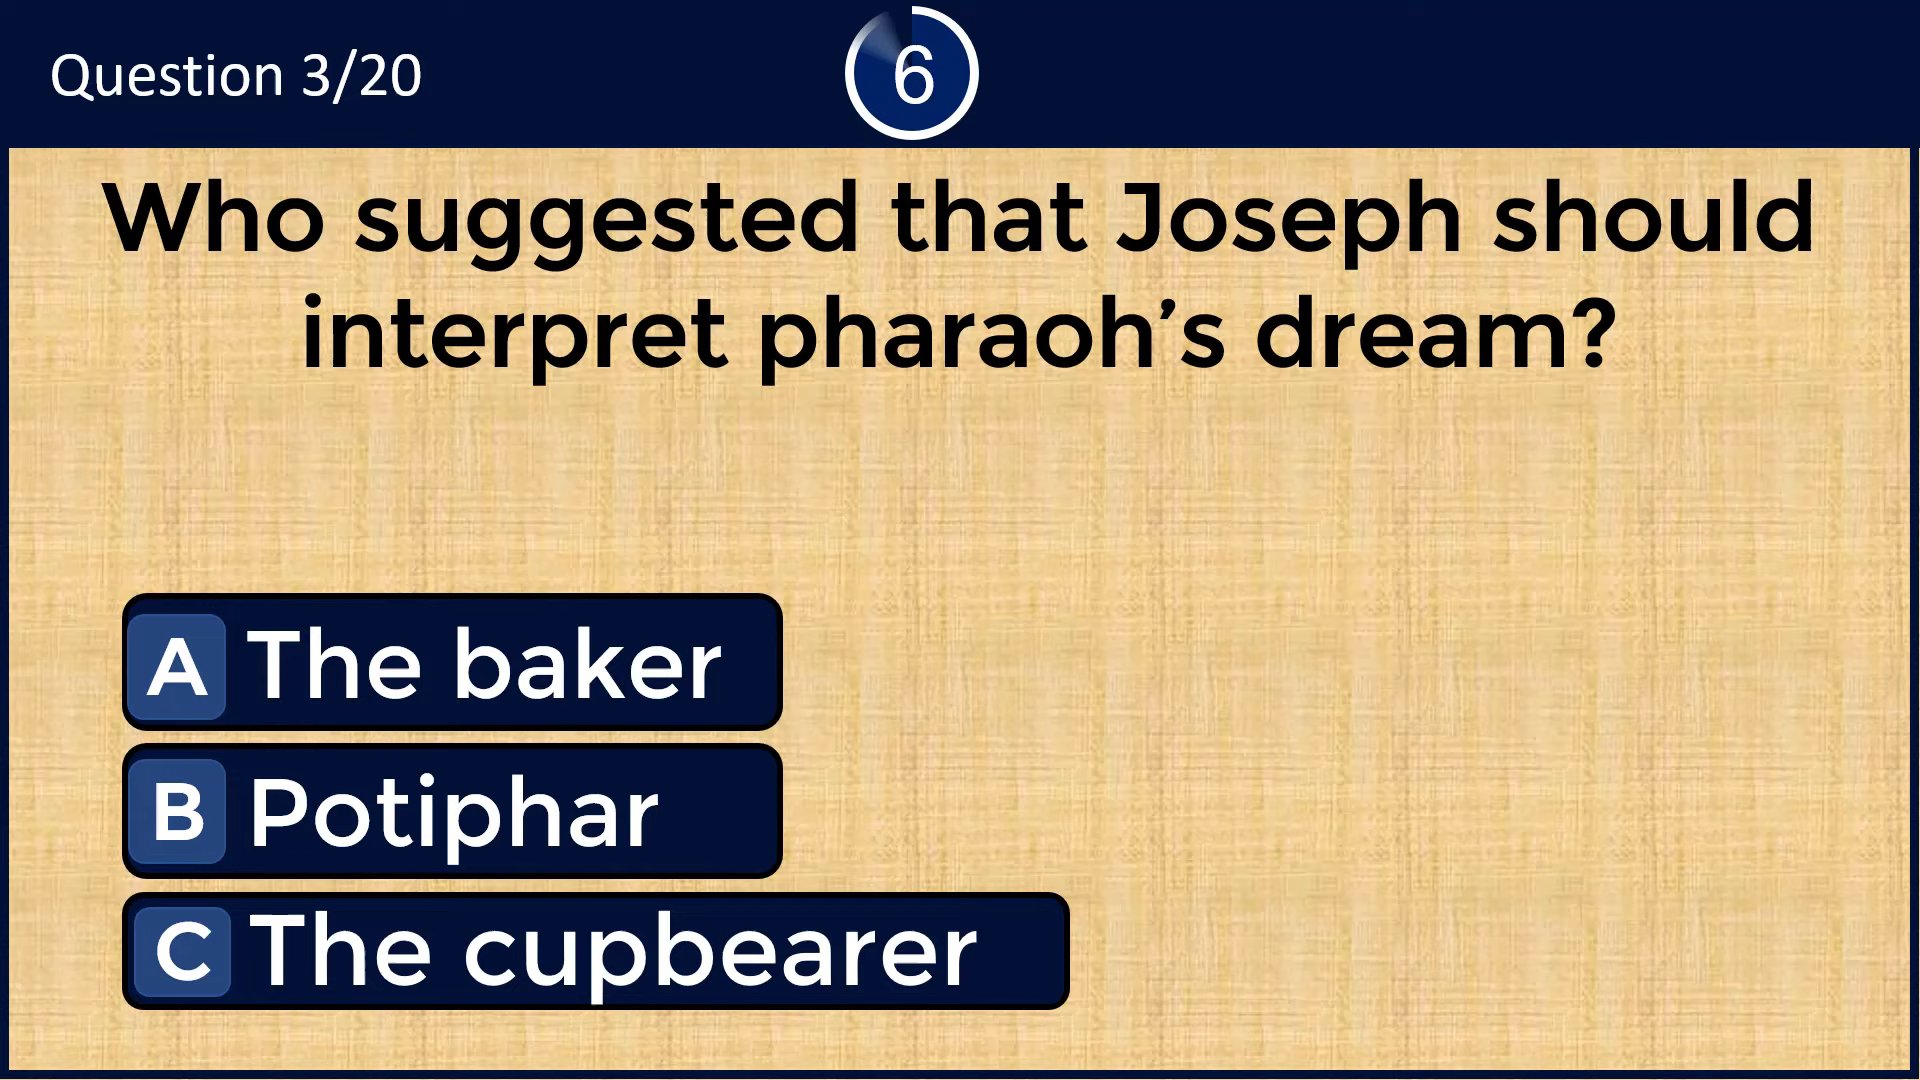 Question 3/20
6
Who suggested that Joseph should
interpret pharaoh’s dream?
A The baker
B Potiphar
C The cupbearer